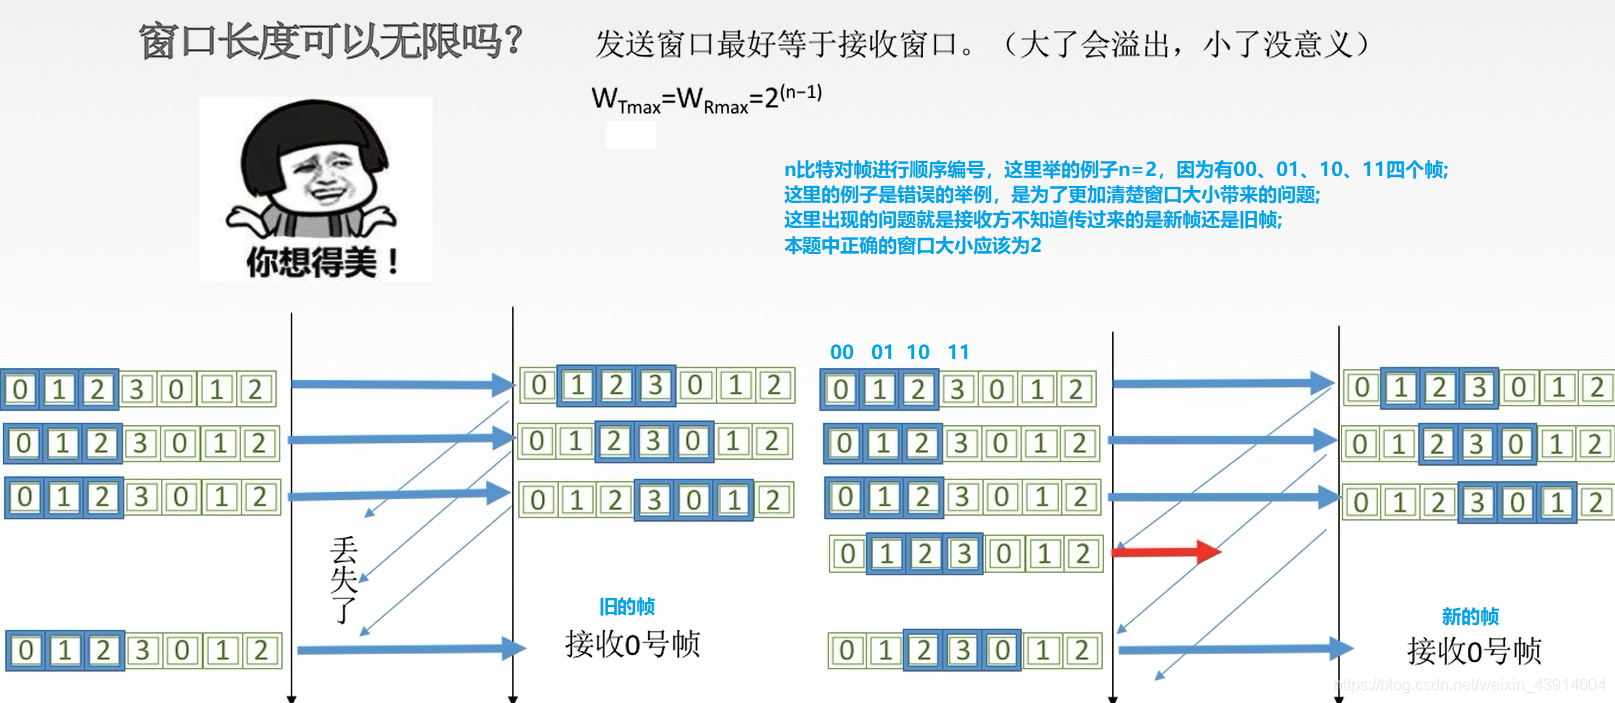 窗口长度可以无限吗？
发送窗口最好等于接收窗口。（大了会溢出，小了没意义）
W_Tmax=W_Rmax=2^(n−1)
你想得美！
n比特对帧进行顺序编号，这里举的例子n=2，因为有00、01、10、11四个帧;
这里的例子是错误的举例，是为了更加清楚窗口大小带来的问题;
这里出现的问题就是接收方不知道传过来的是新帧还是旧帧;
本题中正确的窗口大小应该为2
00 01 10 11
0 1 2 3 0 1 2
0 1 2 3 0 1 2
0 1 2 3 0 1 2
0 1 2 3 0 1 2
0 1 2 3 0 1 2
0 1 2 3 0 1 2
0 1 2 3 0 1 2
0 1 2 3 0 1 2
0 1 2 3 0 1 2
0 1 2 3 0 1 2
0 1 2 3 0 1 2
0 1 2 3 0 1 2
0 1 2 3 0 1 2
丢失了
0 1 2 3 0 1 2
旧的帧
接收0号帧
0 1 2 3 0 1 2
新的帧
接收0号帧
https://blog.csdn.net/weixin_43914604